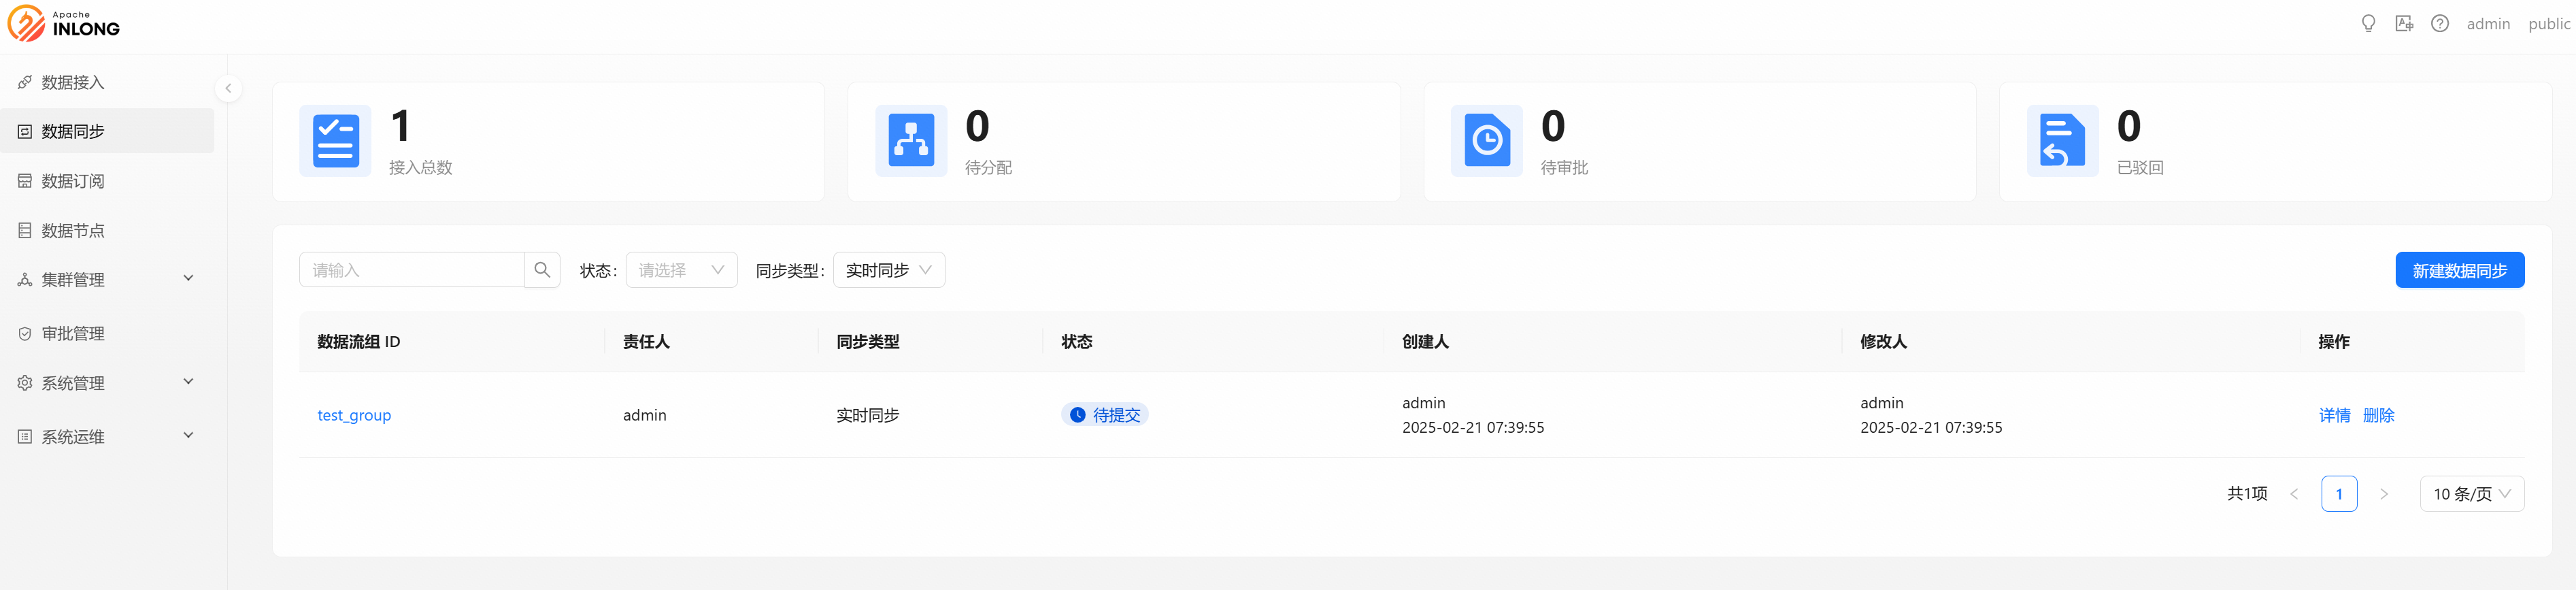 Apache
INLONG
admin public
数据接入
数据同步
数据订阅
数据节点
集群管理
审批管理
系统管理
系统运维
1
接入总数
0
待分配
0
待审批
0
已驳回
请输入 状态： 请选择 同步类型： 实时同步 新建数据同步
数据流组 ID 责任人 同步类型 状态 创建人 修改人 操作
test_group admin 实时同步 待提交 admin 2025-02-21 07:39:55 admin 2025-02-21 07:39:55 详情 删除
共1项 1 10 条/页